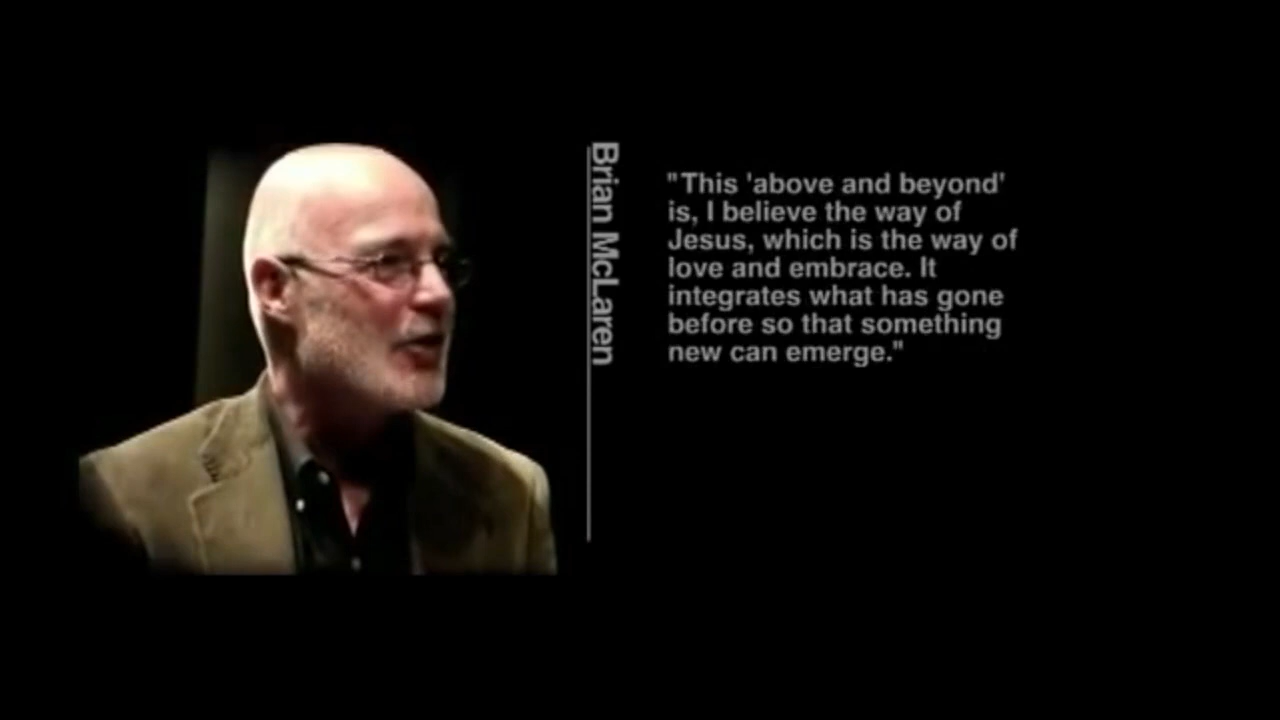 Brian McLaren
"This 'above and beyond'
is, I believe the way of
Jesus, which is the way of
love and embrace. It
integrates what has gone
before so that something
new can emerge."